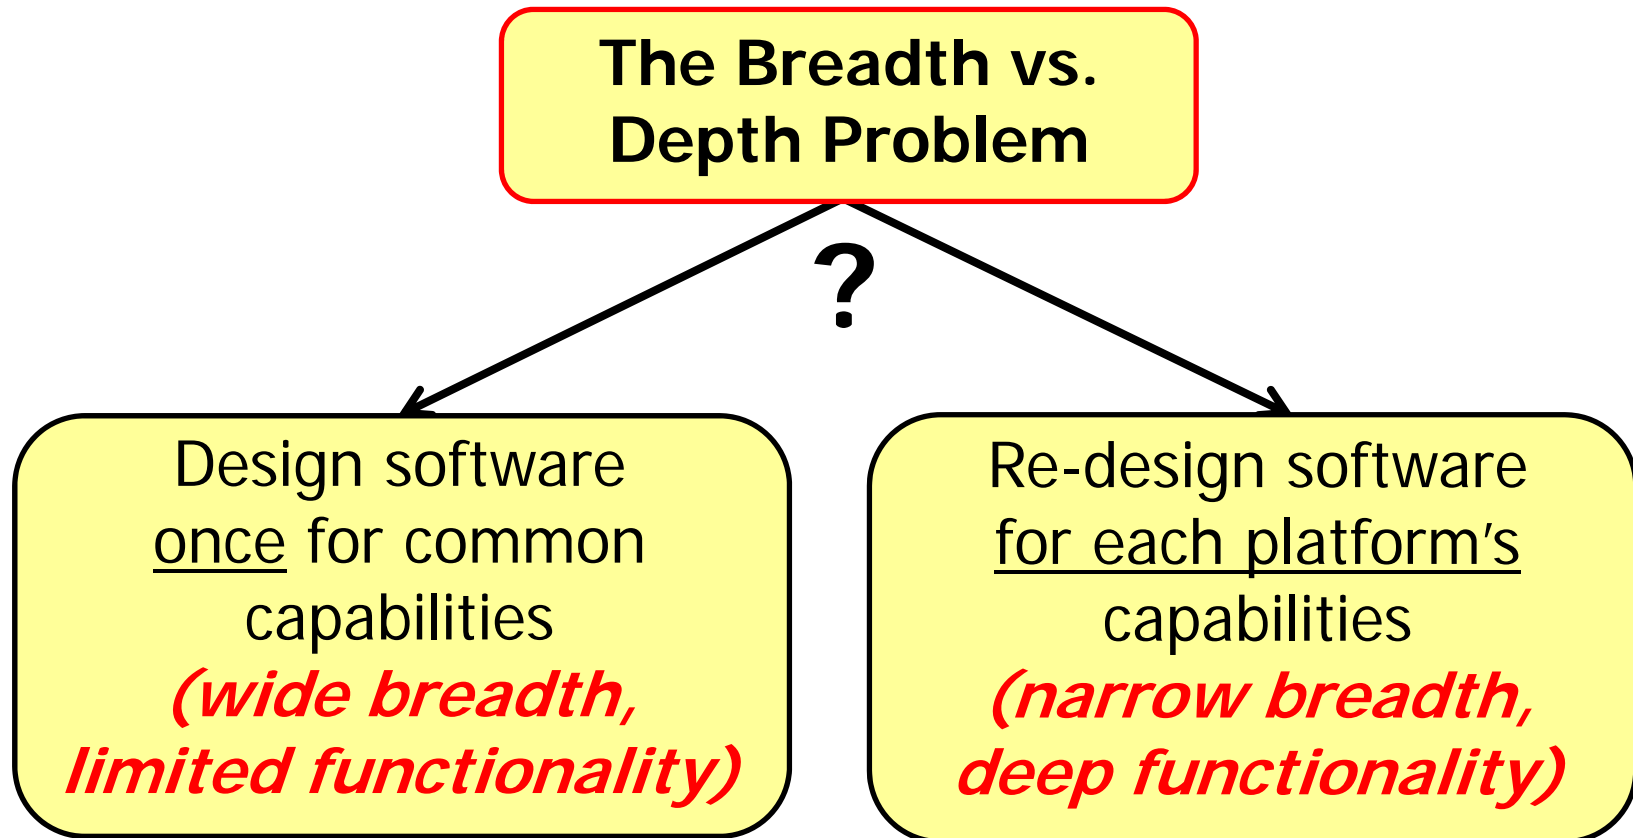 The Breadth vs.
Depth Problem
?
Design software
once for common
capabilities
(wide breadth,
limited functionality)
Re-design software
for each platform's
capabilities
(narrow breadth,
deep functionality)